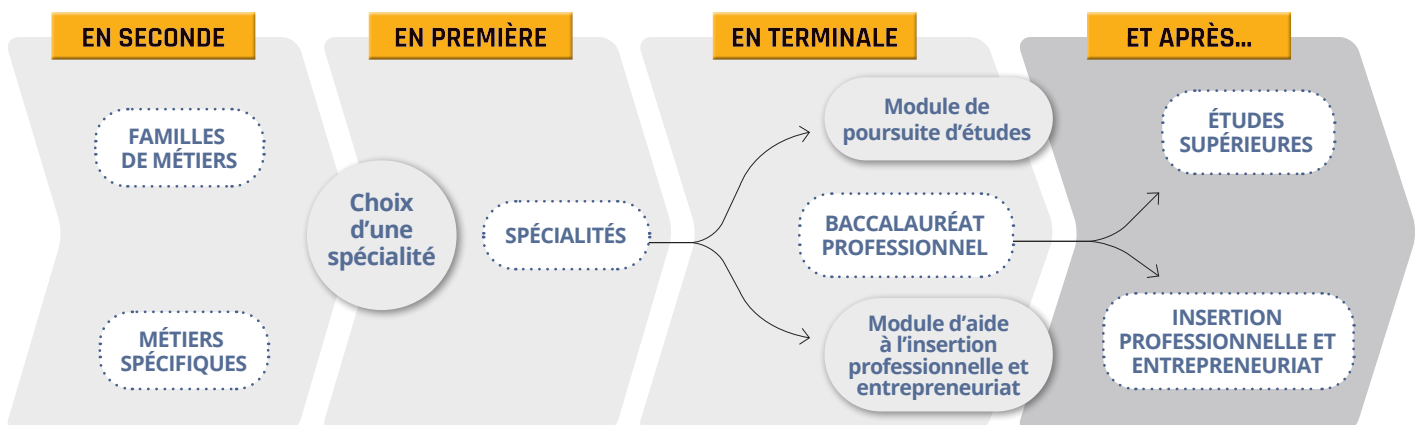 EN SECONDE
EN PREMIÈRE
EN TERMINALE
ET APRÈS...
FAMILLES
DE MÉTIERS
MÉTIERS
SPÉCIFIQUES
Choix
d’une
spécialité
SPÉCIALITÉS
Module de
poursuite d’études
BACCALAURÉAT
PROFESSIONNEL
Module d’aide
à l’insertion
professionnelle et
entrepreneuriat
ÉTUDES
SUPÉRIEURES
INSERTION
PROFESSIONNELLE ET
ENTREPRENEURIAT